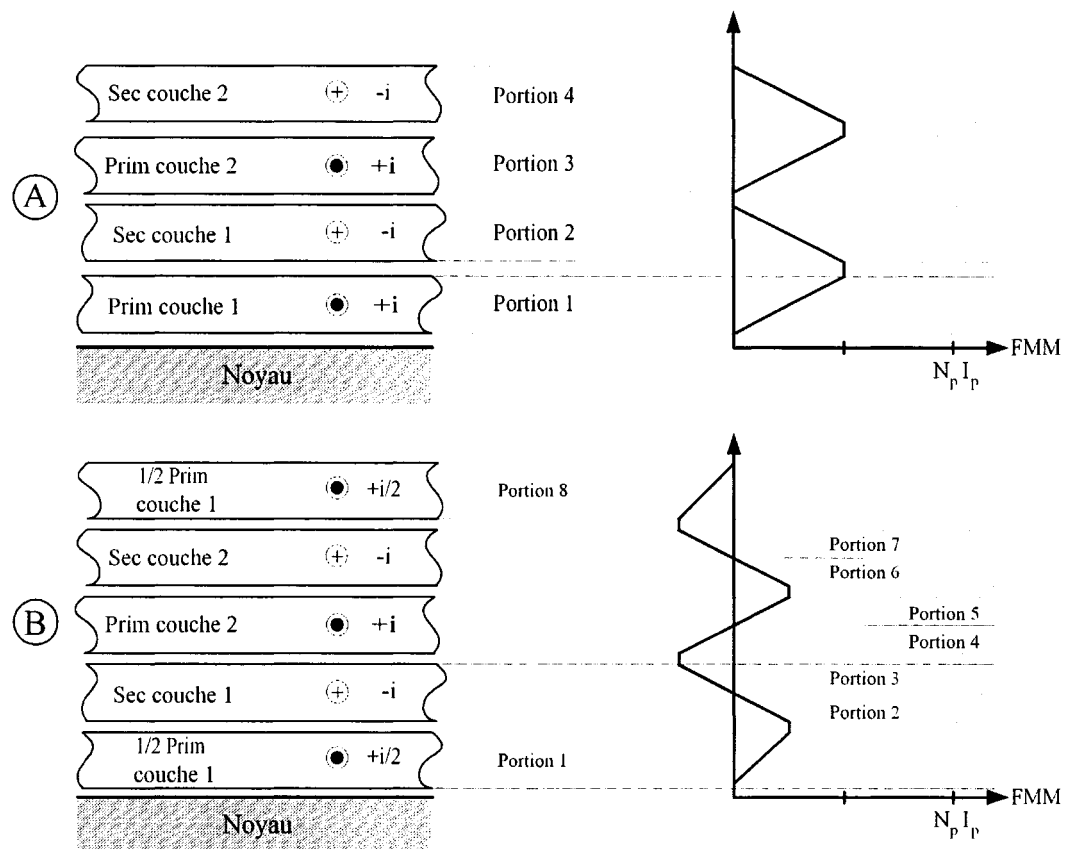 A
Sec couche 2
+
-i
Portion 4
Prim couche 2
+i
Portion 3
Sec couche 1
+
-i
Portion 2
Prim couche 1
+i
Portion 1
Noyau
FMM
N_p I_p
B
1/2 Prim
couche 1
+i/2
Portion 8
Sec couche 2
+
-i
Portion 7
Portion 6
Prim couche 2
+i
Portion 5
Portion 4
Sec couche 1
+
-i
Portion 3
Portion 2
1/2 Prim
couche 1
+i/2
Portion 1
Noyau
FMM
N_p I_p